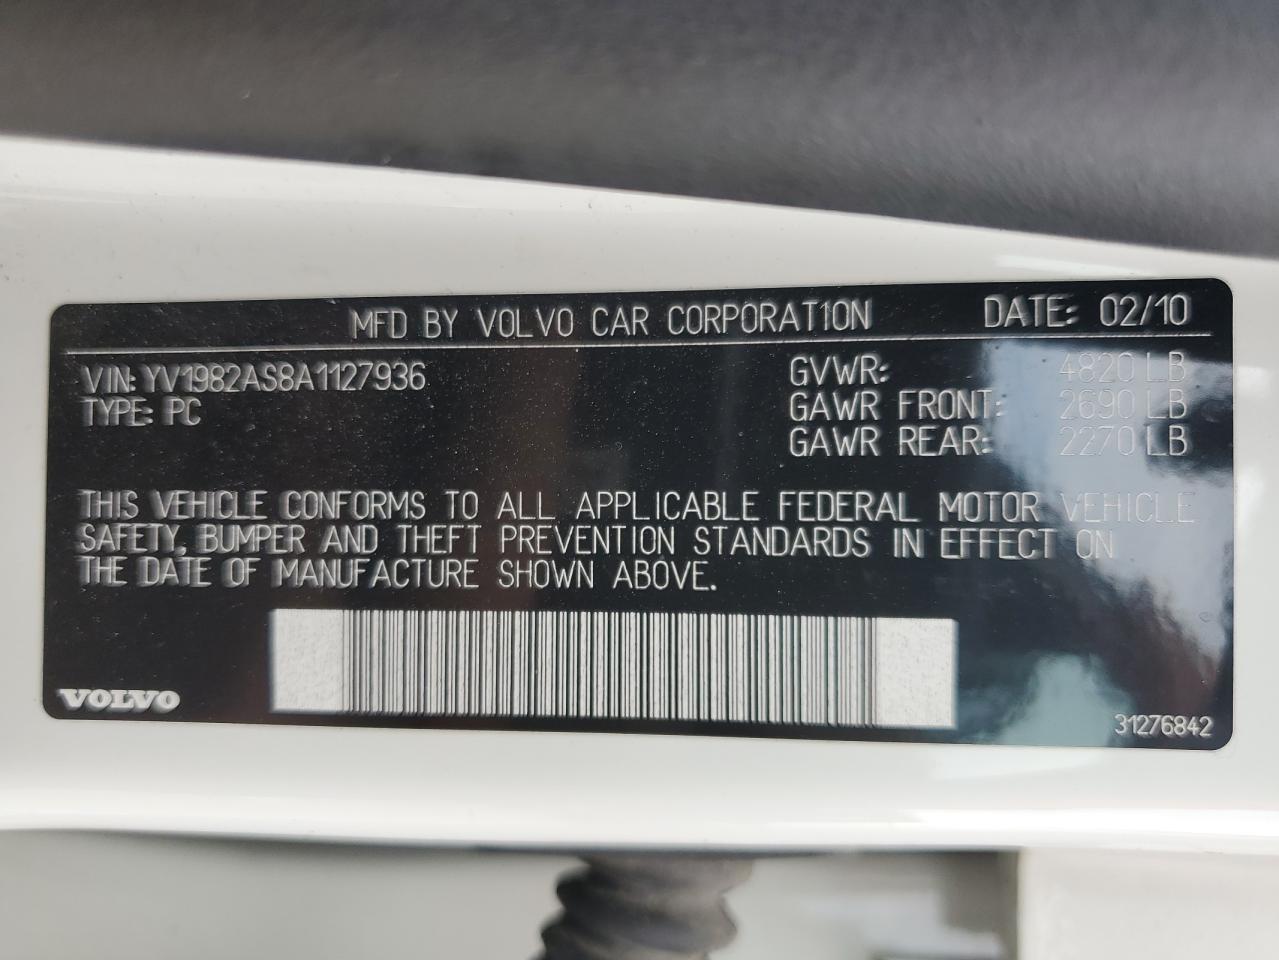 MFD BY VOLVO CAR CORPORATION DATE: 02/10
VIN: YV1982AS8A1127936
TYPE: PC
GVWR: 4820 LB
GAWR FRONT: 2690 LB
GAWR REAR: 2270 LB
THIS VEHICLE CONFORMS TO ALL APPLICABLE FEDERAL MOTOR VEHICLE
SAFETY, BUMPER AND THEFT PREVENTION STANDARDS IN EFFECT ON
THE DATE OF MANUFACTURE SHOWN ABOVE.
VOLVO
31276842